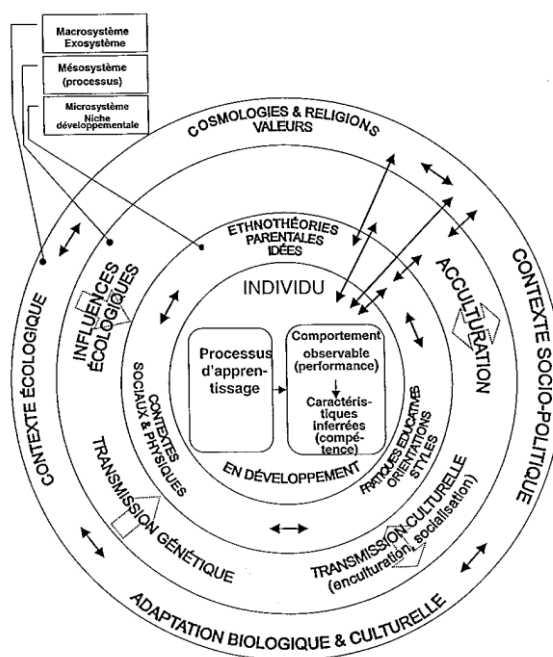 Macrosystème
Exosystème
Mésosystème
(processus)
Microsystème
Niche
développementale
COSMOLOGIES & RELIGIONS
VALEURS
ETHNOTHÉORIES
PARENTALES
IDÉES
INDIVIDU
CONTEXTE ÉCOLOGIQUE
INFLUENCES
ÉCOLOGIQUES
ACCULTURATION
CONTEXTE SOCIO-POLITIQUE
Processus
d'appren-
tissage
Comportement
observable
(performance)
Caractéris-
tiques
inferrées
(compé-
tence)
CONTEXTES
SOCIAUX & PHYSIQUES
PRATIQUES EDUCATIVES
ORIENTATIONS
STYLES
EN DÉVELOPPEMENT
TRANSMISSION GÉNÉTIQUE
TRANSMISSION CULTURELLE
(enculturation, socialisation)
ADAPTATION BIOLOGIQUE & CULTURELLE